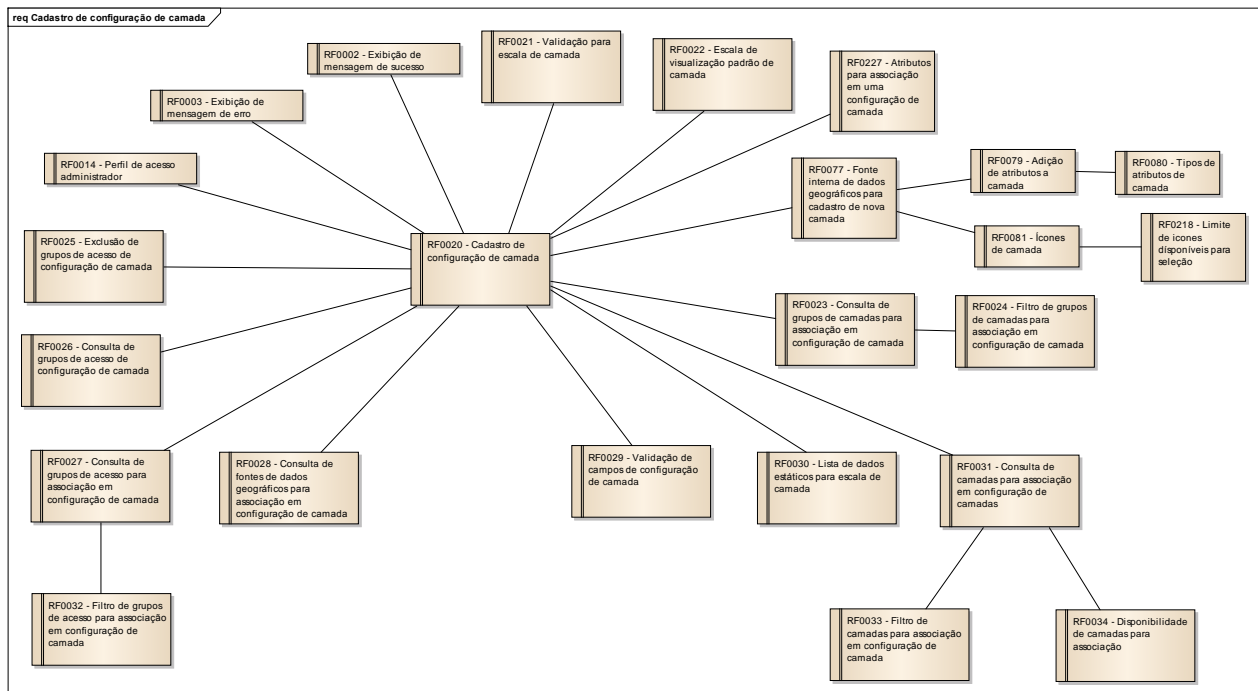 req Cadastro de configuração de camada
RF0002 - Exibição de
mensagem de sucesso
RF0021 - Validação para
escala de camada
RF0022 - Escala de
visualização padrão de
camada
RF0227 - Atributos
para associação
em uma
configuração de
camada
RF0003 - Exibição de
mensagem de erro
RF0014 - Perfil de acesso
administrador
RF0077 - Fonte
interna de dados
geográficos para
cadastro de nova
camada
RF0079 - Adição
de atributos a
camada
RF0080 - Tipos de
atributos de
camada
RF0081 - Ícones
de camada
RF0218 - Limite
de icones
dísponíveis para
seleção
RF0025 - Exclusão de
grupos de acesso de
configuração de camada
RF0020 - Cadastro de
configuração de camada
RF0023 - Consulta de
grupos de camadas para
associação em
configuração de camada
RF0024 - Filtro de grupos
de camadas para
associação em
configuração de camada
RF0026 - Consulta de
grupos de acesso de
configuração de camada
RF0027 - Consulta de
grupos de acesso para
associação em
configuração de camada
RF0028 - Consulta de
fontes de dados
geográficos para
associação em
configuração de camada
RF0029 - Validação de
campos de configuração
de camada
RF0030 - Lista de dados
estáticos para escala de
camada
RF0031 - Consulta de
camadas para associação
em configuração de
camadas
RF0032 - Filtro de grupos
de acesso para associação
em configuração de
camada
RF0033 - Filtro de
camadas para associação
em configuração de
camada
RF0034 - Disponibilidade
de camadas para
associação